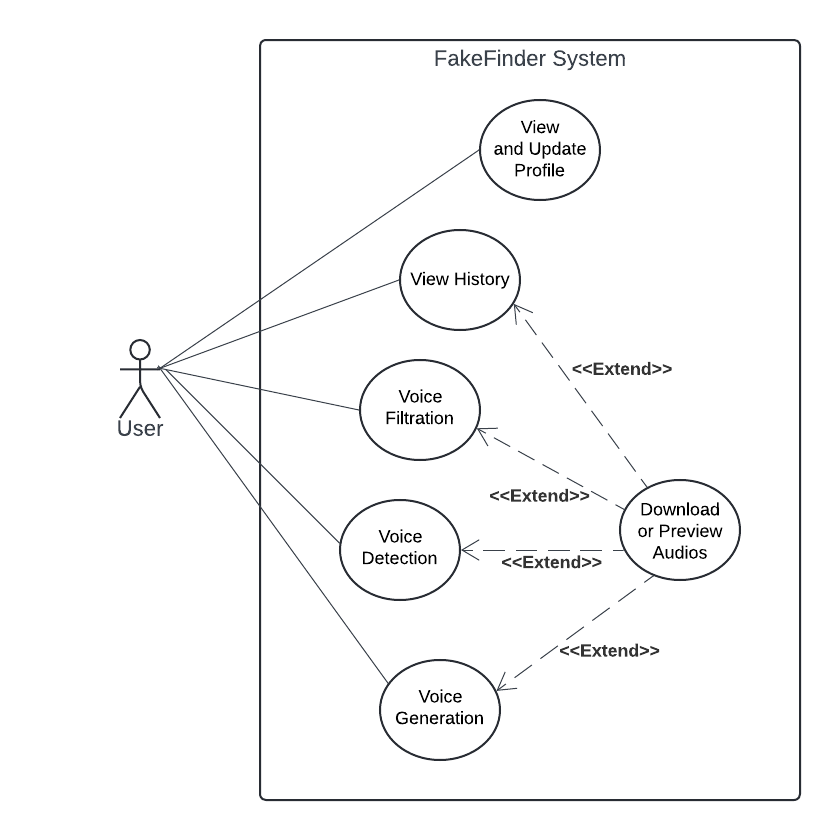 FakeFinder System
View
and Update
Profile
View History
<<Extend>>
Voice
Filtration
User
<<Extend>>
Download
or Preview
Audios
Voice
Detection
<<Extend>>
<<Extend>>
Voice
Generation